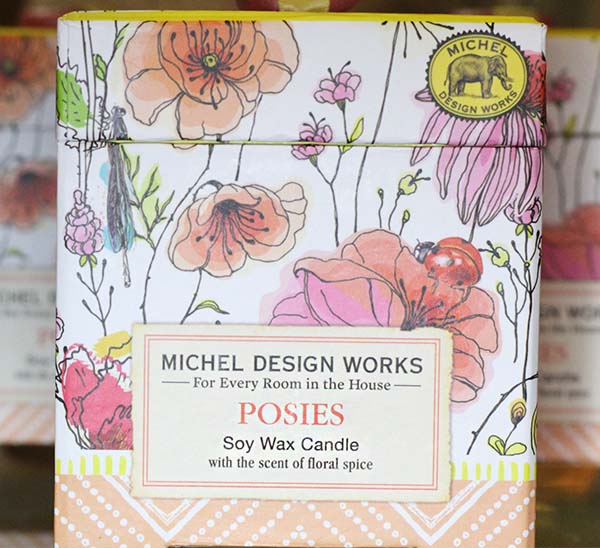 MICHEL
DESIGN WORKS
MICHEL DESIGN WORKS
For Every Room in the House
POSIES
Soy Wax Candle
with the scent of floral spice